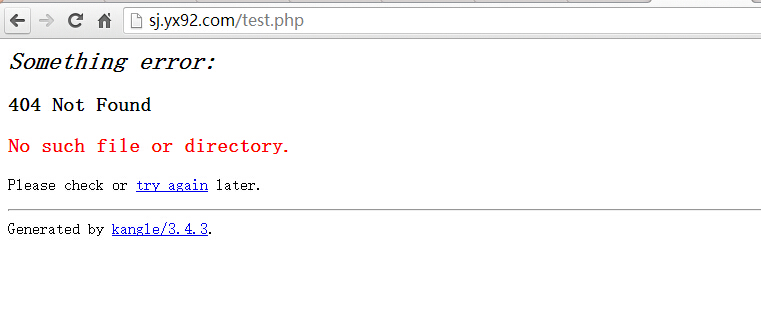 sj.yx92.com/test.php
Something error:
404 Not Found
No such file or directory.
Please check or try again later.
Generated by kangle/3.4.3.